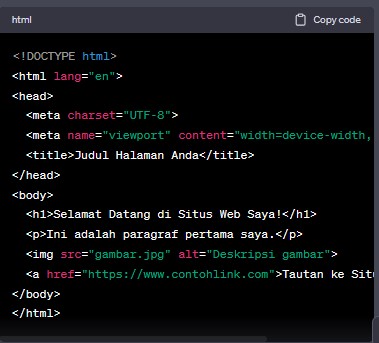 html Copy code
<!DOCTYPE html>
<html lang="en">
<head>
<meta charset="UTF-8">
<meta name="viewport" content="width=device-width,
<title>Judul Halaman Anda</title>
</head>
<body>
<h1>Selamat Datang di Situs Web Saya!</h1>
<p>Ini adalah paragraf pertama saya.</p>
<img src="gambar.jpg" alt="Deskripsi gambar">
<a href="https://www.contohlink.com">Tautan ke Sit
</body>
</html>